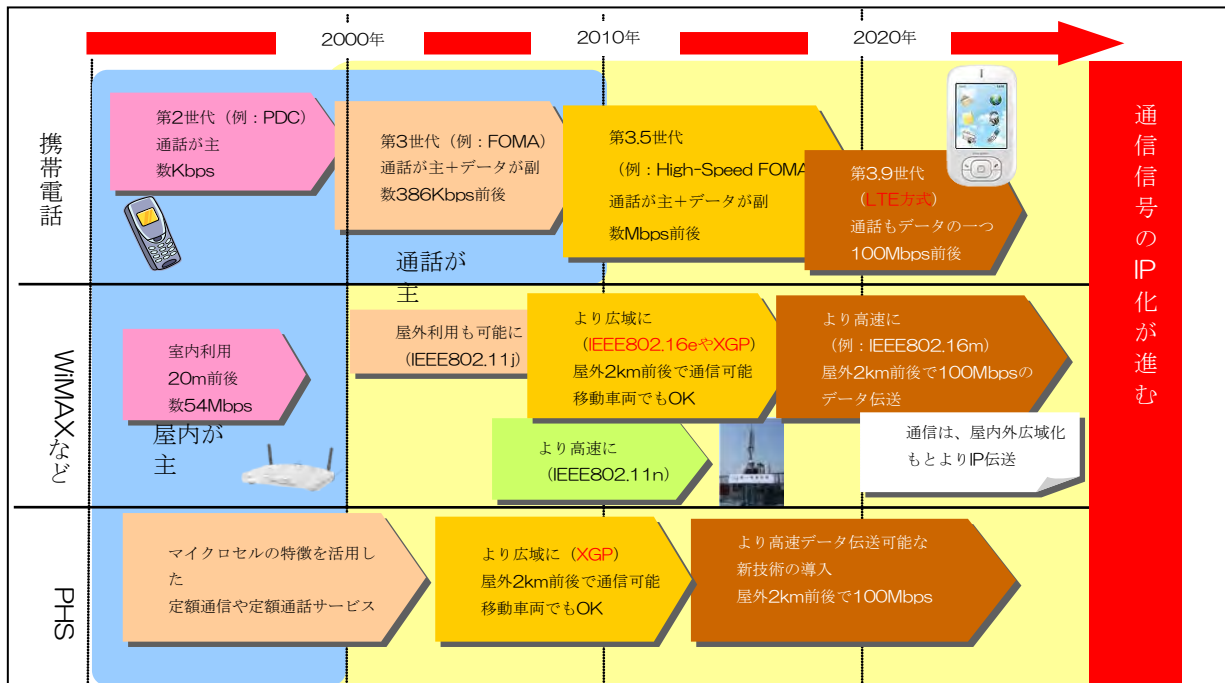 2000年
2010年
2020年
携帯電話
第2世代（例：PDC）
通話が主
数Kbps
第3世代（例：FOMA）
通話が主＋データが副
数386Kbps前後
第3.5世代
（例：High-Speed FOMA
通話が主＋データが副
数Mbps前後
第3.9世代
（LTE方式）
通話もデータの一つ
100Mbps前後
通話が
主
WiMAXなど
室内利用
20m前後
数54Mbps
屋内が
主
屋外利用も可能に
（IEEE802.11j）
より広域に
（IEEE802.16eやXGP）
屋外2km前後で通信可能
移動車両でもOK
より高速に
（例：IEEE802.16m）
屋外2km前後で100Mbpsの
データ伝送
より高速に
（IEEE802.11n）
通信は、屋内外広域化
もとよりIP伝送
PHS
マイクロセルの特徴を活用し
た
定額通信や定額通話サービス
より広域に（XGP）
屋外2km前後で通信可能
移動車両でもOK
より高速データ伝送可能な
新技術の導入
屋外2km前後で100Mbps
通信信号のIP化が進む